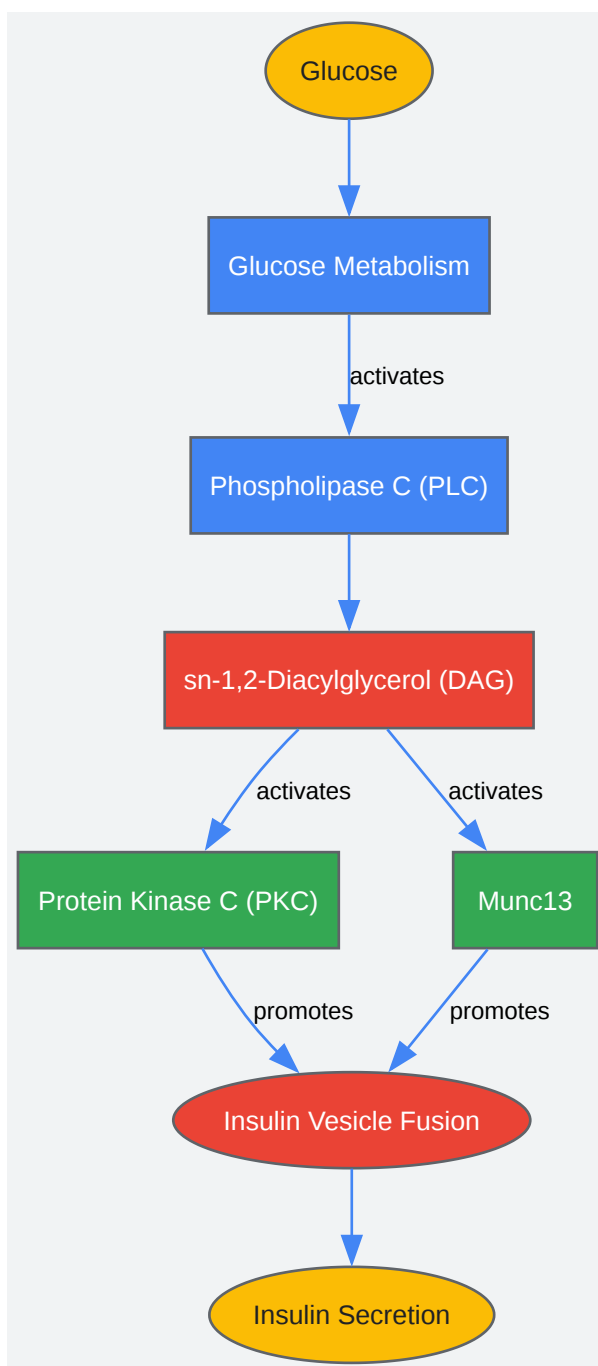 Glucose
Glucose Metabolism
activates
Phospholipase C (PLC)
sn-1,2-Diacylglycerol (DAG)
activates
activates
Protein Kinase C (PKC)
Munc13
promotes
promotes
Insulin Vesicle Fusion
Insulin Secretion